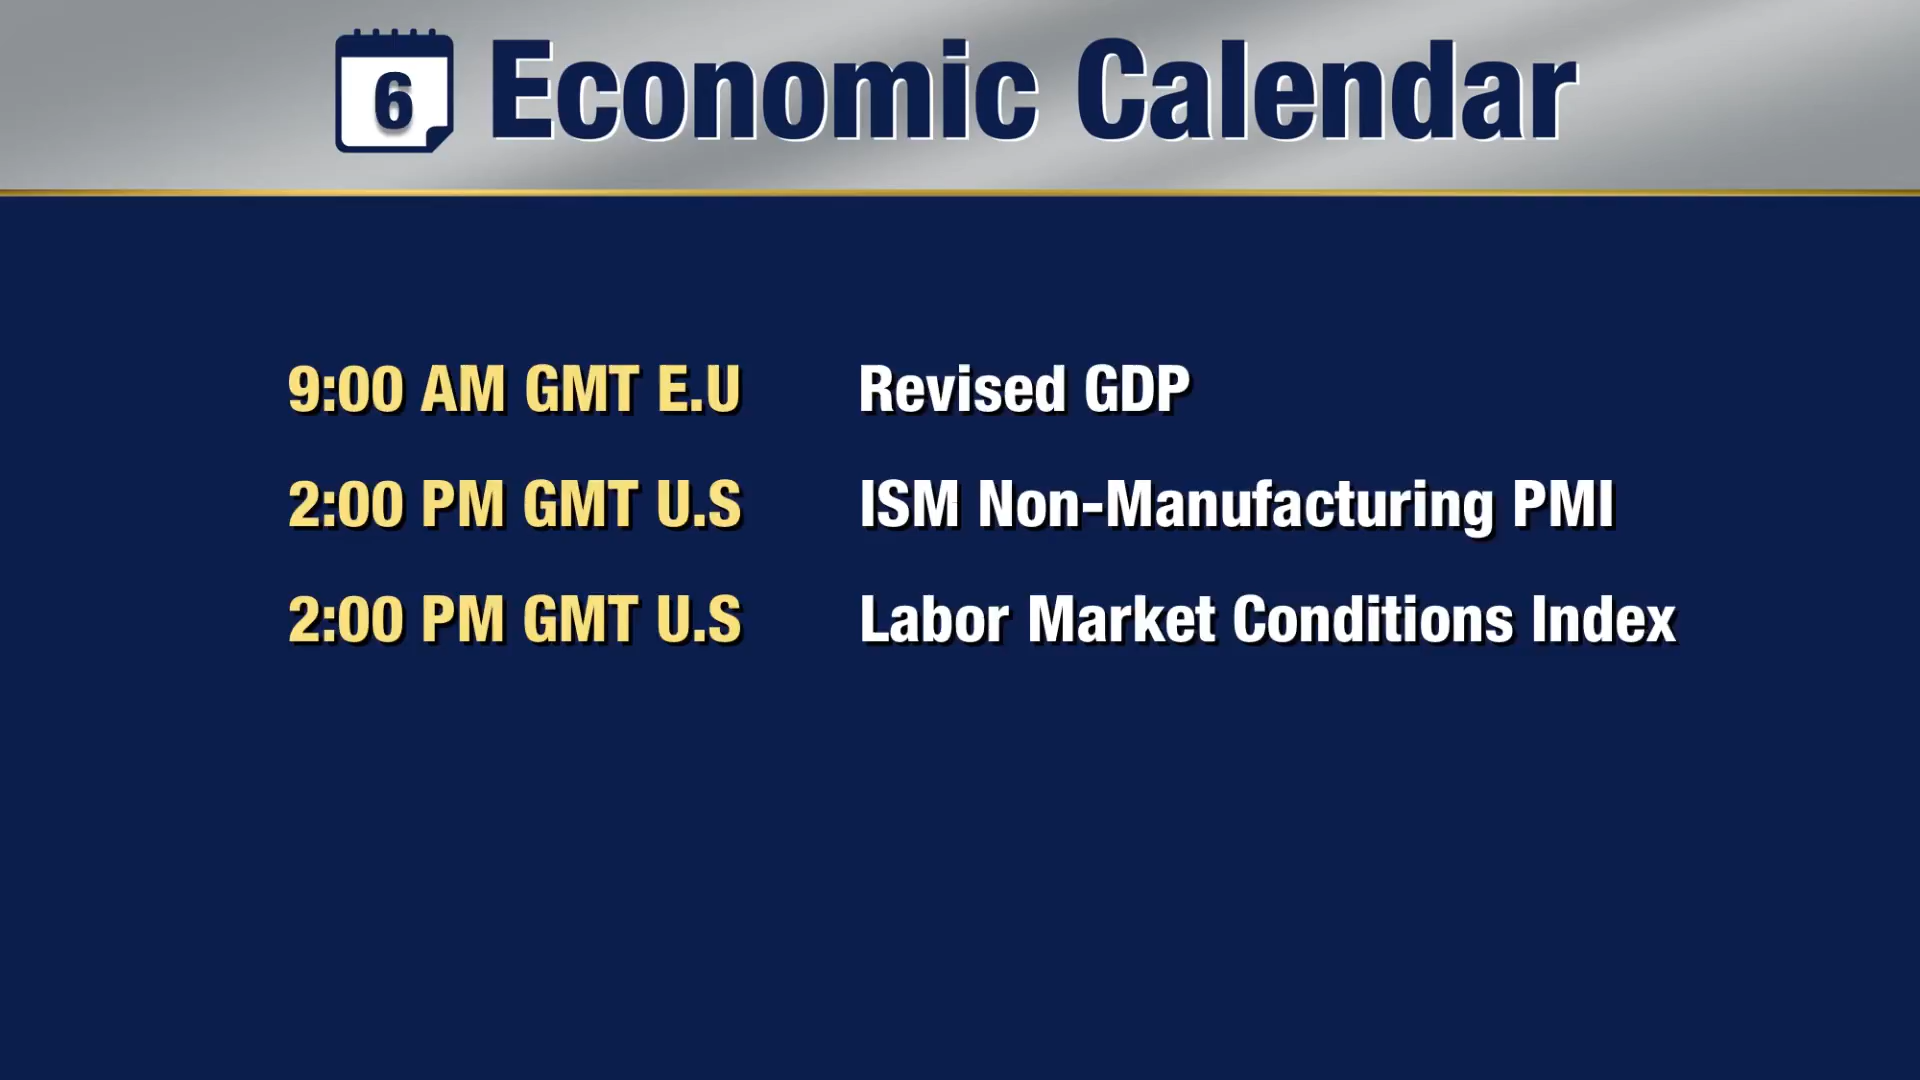 6 Economic Calendar
9:00 AM GMT E.U Revised GDP
2:00 PM GMT U.S ISM Non-Manufacturing PMI
2:00 PM GMT U.S Labor Market Conditions Index